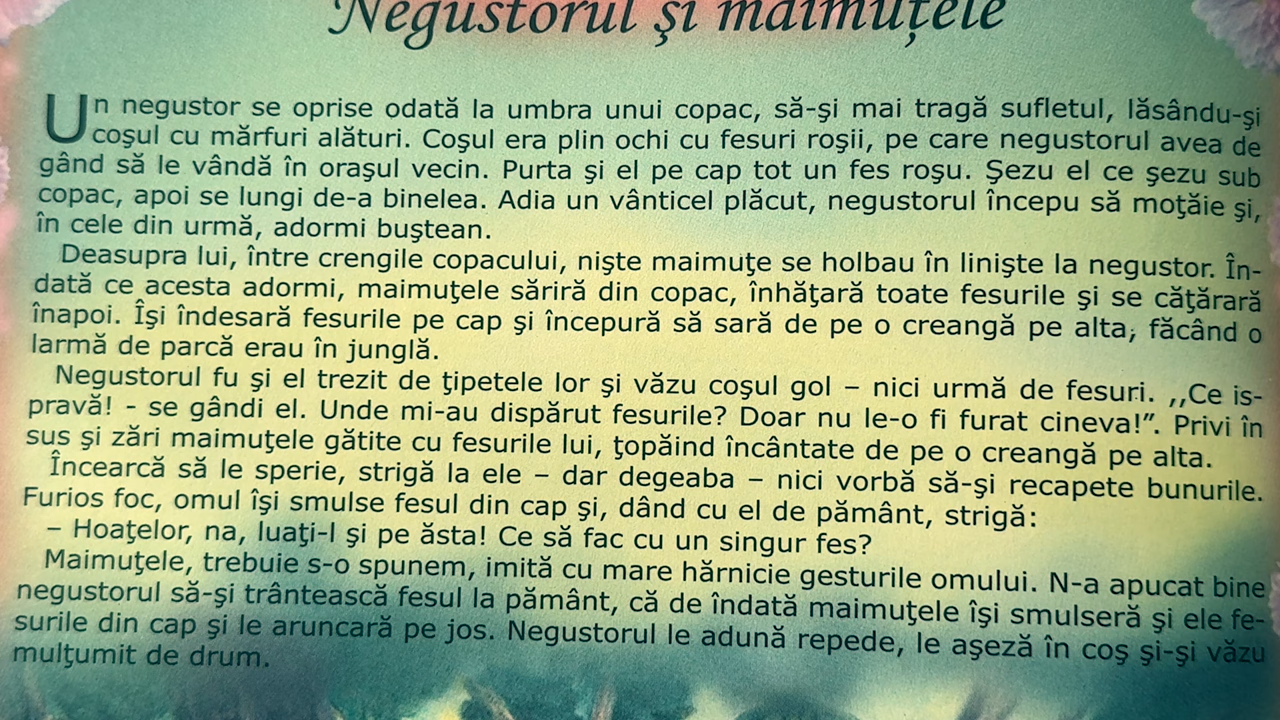 Negustorul şi maimuţele
Un negustor se oprise odată la umbra unui copac, să-şi mai tragă sufletul, lăsându-şi
coşul cu mărfuri alături. Coşul era plin ochi cu fesuri roşii, pe care negustorul avea de
gând să le vândă în oraşul vecin. Purta şi el pe cap tot un fes roşu. Şezu el ce şezu sub
copac, apoi se lungi de-a binelea. Adia un vânticel plăcut, negustorul începu să moţăie şi,
în cele din urmă, adormi buştean.
Deasupra lui, între crengile copacului, nişte maimuţe se holbau în linişte la negustor. În-
dată ce acesta adormi, maimuţele săriră din copac, înhăţară toate fesurile şi se căţărară
înapoi. Îşi îndesară fesurile pe cap şi începură să sară de pe o creangă pe alta, făcând o
larmă de parcă erau în junglă.
Negustorul fu şi el trezit de ţipetele lor şi văzu coşul gol – nici urmă de fesuri. ,,Ce is-
pravă! - se gândi el. Unde mi-au dispărut fesurile? Doar nu le-o fi furat cineva!”. Privi în
sus şi zări maimuţele gătite cu fesurile lui, ţopăind încântate de pe o creangă pe alta.
Încearcă să le sperie, strigă la ele – dar degeaba – nici vorbă să-şi recapete bunurile.
Furios foc, omul îşi smulse fesul din cap şi, dând cu el de pământ, strigă:
– Hoaţelor, na, luaţi-l şi pe ăsta! Ce să fac cu un singur fes?
Maimuţele, trebuie s-o spunem, imită cu mare hărnicie gesturile omului. N-a apucat bine
negustorul să-şi trântească fesul la pământ, că de îndată maimuţele îşi smulseră şi ele fe-
surile din cap şi le aruncară pe jos. Negustorul le adună repede, le aşeză în coş şi-şi văzu
mulţumit de drum.